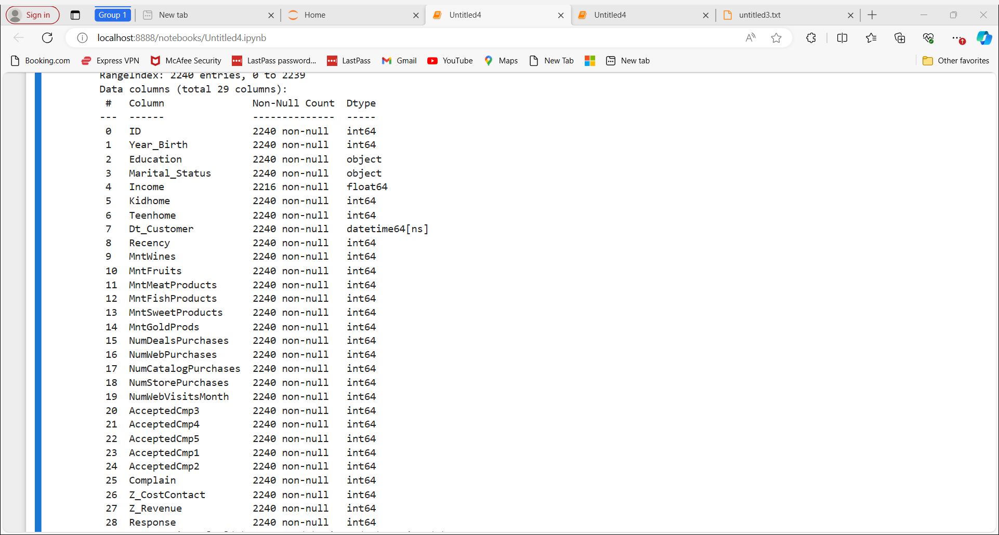 Sign in Group 1 New tab Home Untitled4 Untitled4 untitled3.txt
localhost:8888/notebooks/Untitled4.ipynb
Booking.com Express VPN McAfee Security LastPass password... LastPass Gmail YouTube Maps New Tab New tab Other favorites
RangeIndex: 2240 entries, 0 to 2239
Data columns (total 29 columns):
# Column Non-Null Count Dtype
--- ------ -------------- -----
0 ID 2240 non-null int64
1 Year_Birth 2240 non-null int64
2 Education 2240 non-null object
3 Marital_Status 2240 non-null object
4 Income 2216 non-null float64
5 Kidhome 2240 non-null int64
6 Teenhome 2240 non-null int64
7 Dt_Customer 2240 non-null datetime64[ns]
8 Recency 2240 non-null int64
9 MntWines 2240 non-null int64
10 MntFruits 2240 non-null int64
11 MntMeatProducts 2240 non-null int64
12 MntFishProducts 2240 non-null int64
13 MntSweetProducts 2240 non-null int64
14 MntGoldProds 2240 non-null int64
15 NumDealsPurchases 2240 non-null int64
16 NumWebPurchases 2240 non-null int64
17 NumCatalogPurchases 2240 non-null int64
18 NumStorePurchases 2240 non-null int64
19 NumWebVisitsMonth 2240 non-null int64
20 AcceptedCmp3 2240 non-null int64
21 AcceptedCmp4 2240 non-null int64
22 AcceptedCmp5 2240 non-null int64
23 AcceptedCmp1 2240 non-null int64
24 AcceptedCmp2 2240 non-null int64
25 Complain 2240 non-null int64
26 Z_CostContact 2240 non-null int64
27 Z_Revenue 2240 non-null int64
28 Response 2240 non-null int64